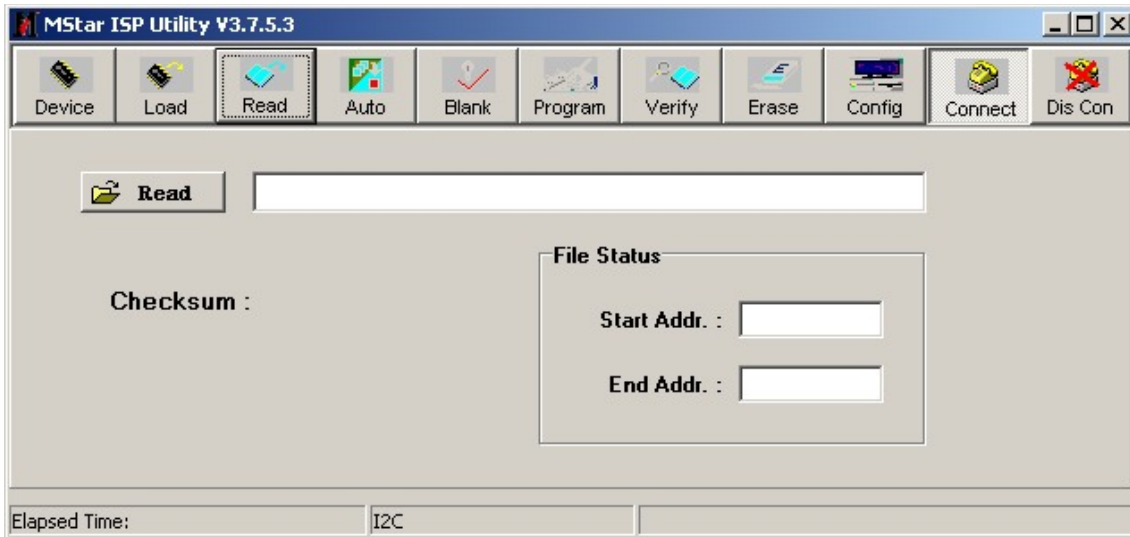 MStar ISP Utility V3.7.5.3
Device Load Read Auto Blank Program Verify Erase Config Connect Dis Con
Read
File Status
Checksum :
Start Addr. :
End Addr. :
Elapsed Time: I2C